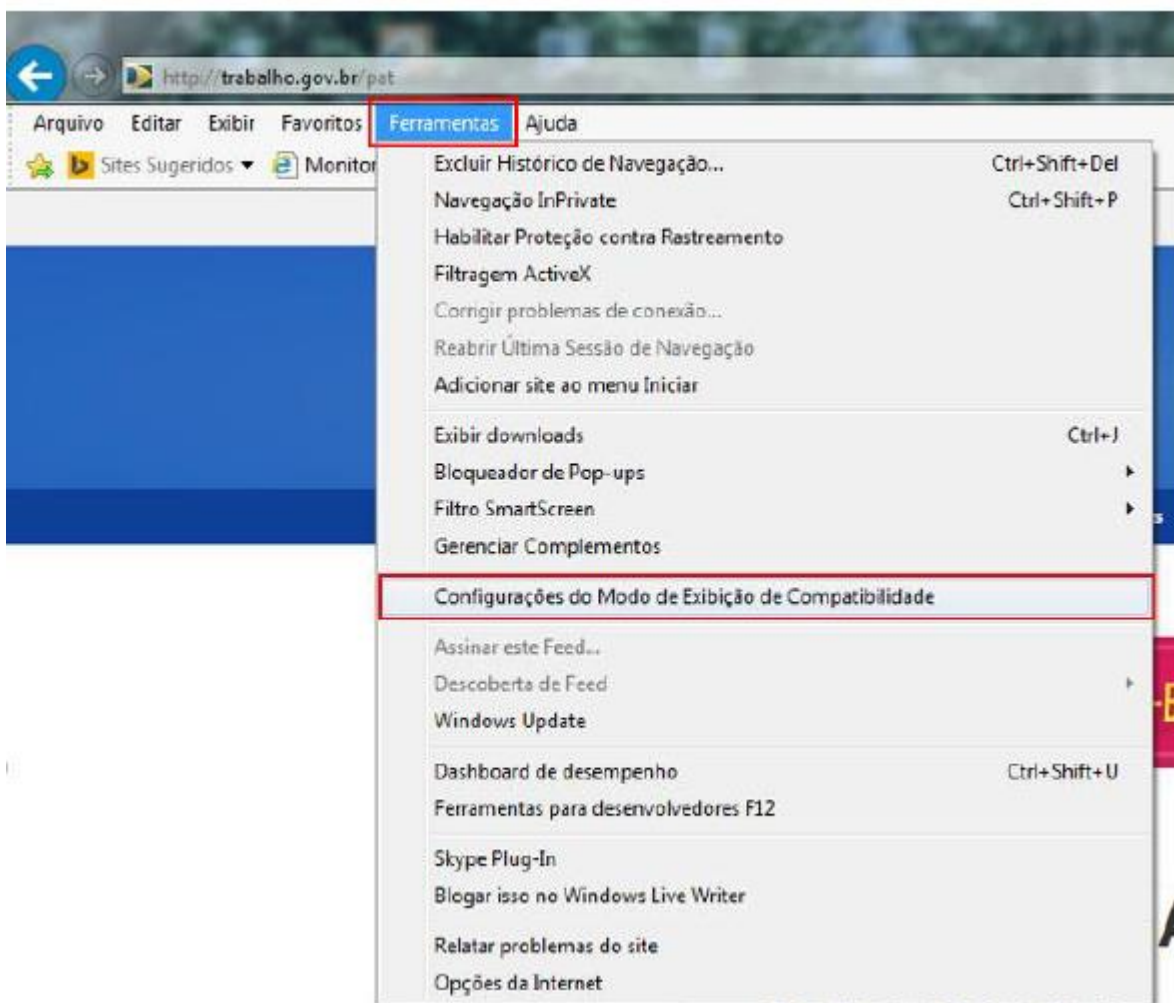 http://trabalho.gov.br/pat
Arquivo Editar Exibir Favoritos Ferramentas Ajuda
Sites Sugeridos Monitor
Excluir Histórico de Navegação... Ctrl+Shift+Del
Navegação InPrivate Ctrl+Shift+P
Habilitar Proteção contra Rastreamento
Filtragem ActiveX
Corrigir problemas de conexão...
Reabrir Última Sessão de Navegação
Adicionar site ao menu Iniciar
Exibir downloads Ctrl+J
Bloqueador de Pop-ups
Filtro SmartScreen
Gerenciar Complementos
Configurações do Modo de Exibição de Compatibilidade
Assinar este Feed...
Descoberta de Feed
Windows Update
Dashboard de desempenho Ctrl+Shift+U
Ferramentas para desenvolvedores F12
Skype Plug-In
Blogar isso no Windows Live Writer
Relatar problemas do site
Opções da Internet